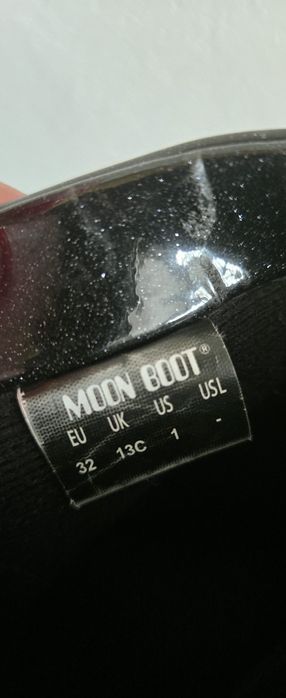 MOON BOOT®
EU UK US USL
32 13C 1 -